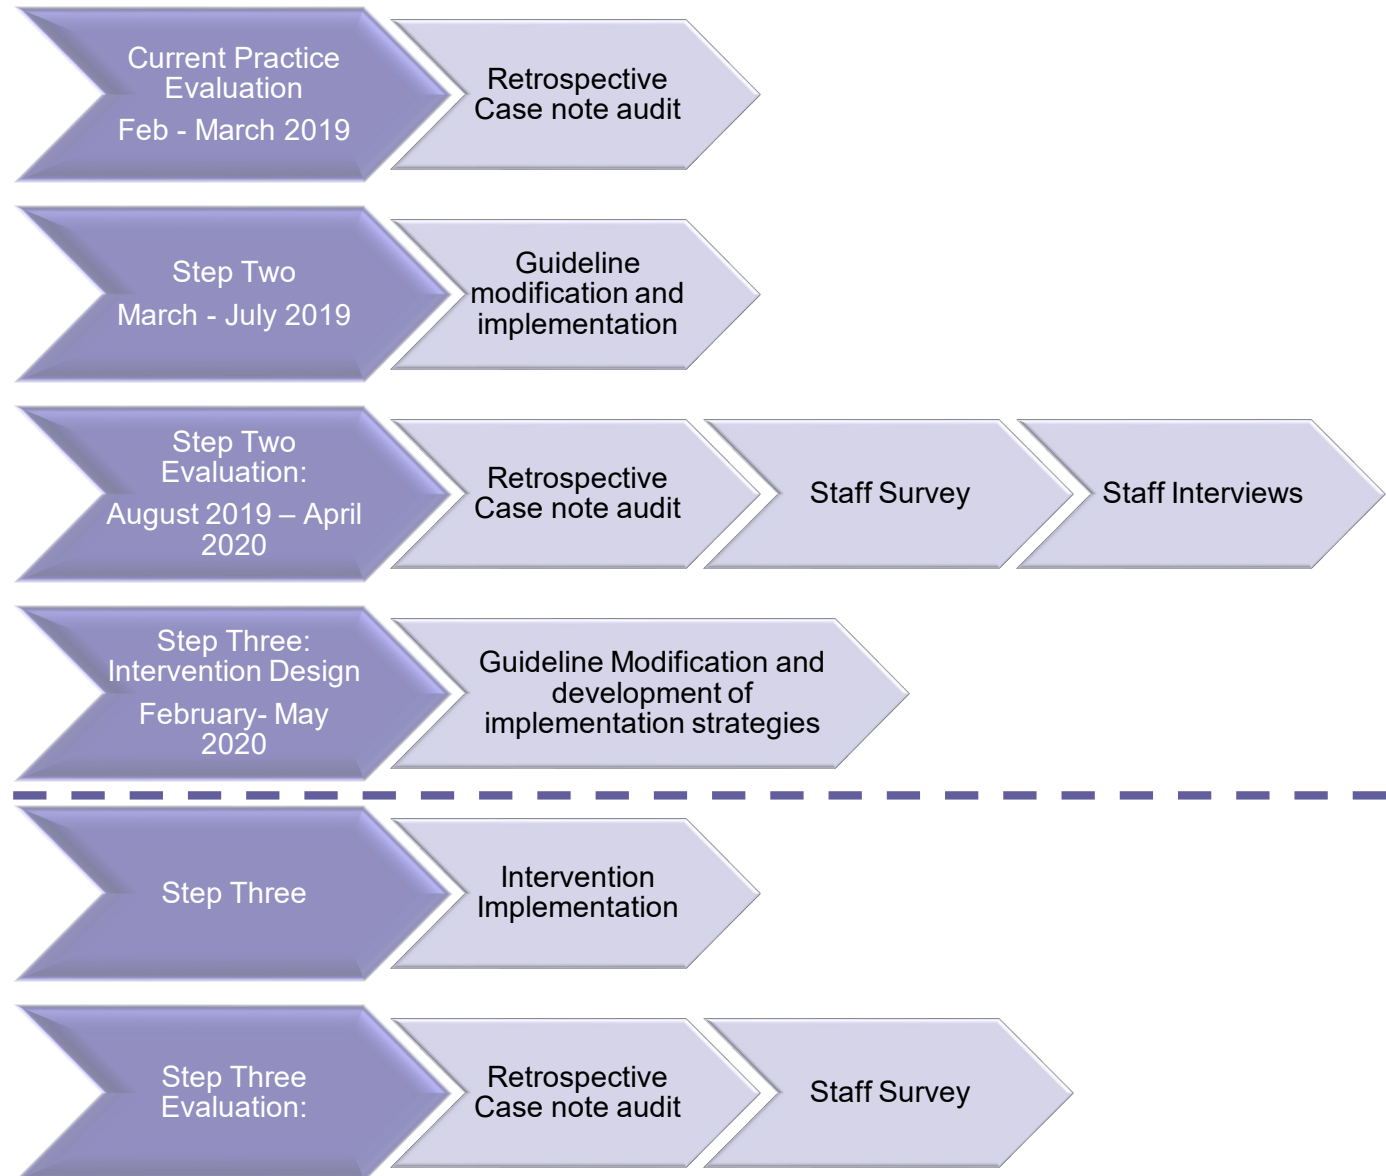 Current Practice
Evaluation
Feb - March 2019
Retrospective
Case note audit
Step Two
March - July 2019
Guideline
modification and
implementation
Step Two
Evaluation:
August 2019 – April
2020
Retrospective
Case note audit
Staff Survey
Staff Interviews
Step Three:
Intervention Design
February- May
2020
Guideline Modification and
development of
implementation strategies
Step Three
Intervention
Implementation
Step Three
Evaluation:
Retrospective
Case note audit
Staff Survey